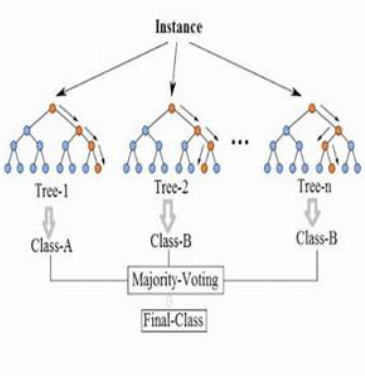 Instance
...
Tree-1
Tree-2
Tree-n
Class-A
Class-B
Class-B
Majority-Voting
Final-Class